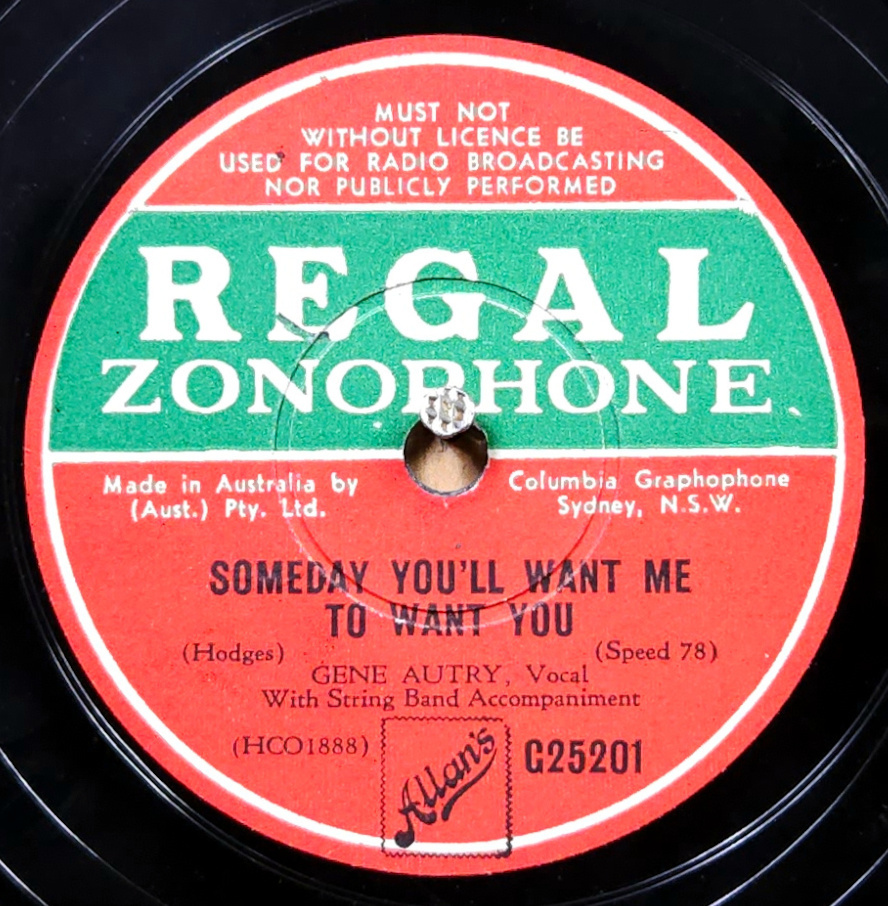 MUST NOT
WITHOUT LICENCE BE
USED FOR RADIO BROADCASTING
NOR PUBLICLY PERFORMED
REGAL
ZONOPHONE
Made in Australia by
(Aust.) Pty. Ltd.
Columbia Graphophone
Sydney, N.S.W.
SOMEDAY YOU'LL WANT ME
TO WANT YOU
(Hodges)
(Speed 78)
GENE AUTRY, Vocal
With String Band Accompaniment
(HCO1888)
Allan's
G25201